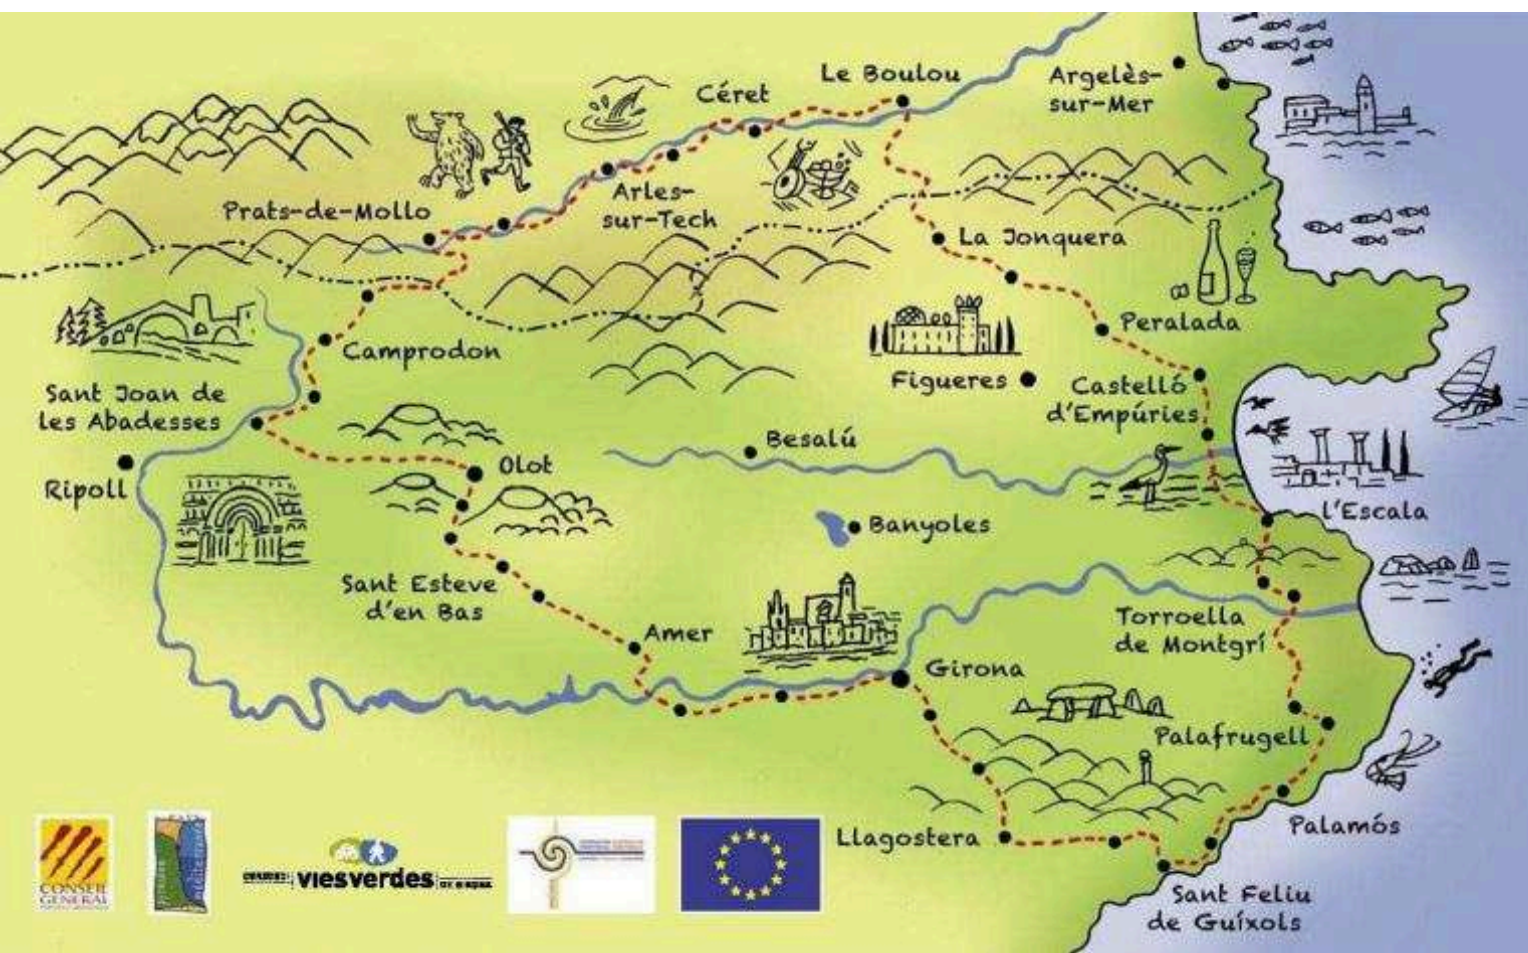 Le Boulou
Argelès-
sur-Mer
Céret
Arles-
sur-Tech
Prats-de-Mollo
La Jonquera
Peralada
Camprodon
Figueres
Castelló
d'Empúries
Sant Joan de
les Abadesses
Besalú
Olot
Ripoll
l'Escala
Banyoles
Sant Esteve
d'en Bas
Torroella
de Montgrí
Amer
Girona
Palafrugell
Llagostera
Palamós
Sant Feliu
de Guíxols
CONSELL
GENERAL
viesverdes